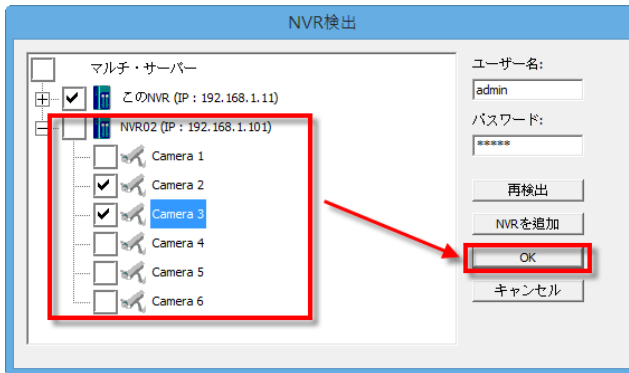 NVR検出
マルチ・サーバー
このNVR (IP : 192.168.1.11)
NVR02 (IP : 192.168.1.101)
Camera 1
Camera 2
Camera 3
Camera 4
Camera 5
Camera 6
ユーザー名:
admin
パスワード:
*****
再検出
NVRを追加
OK
キャンセル